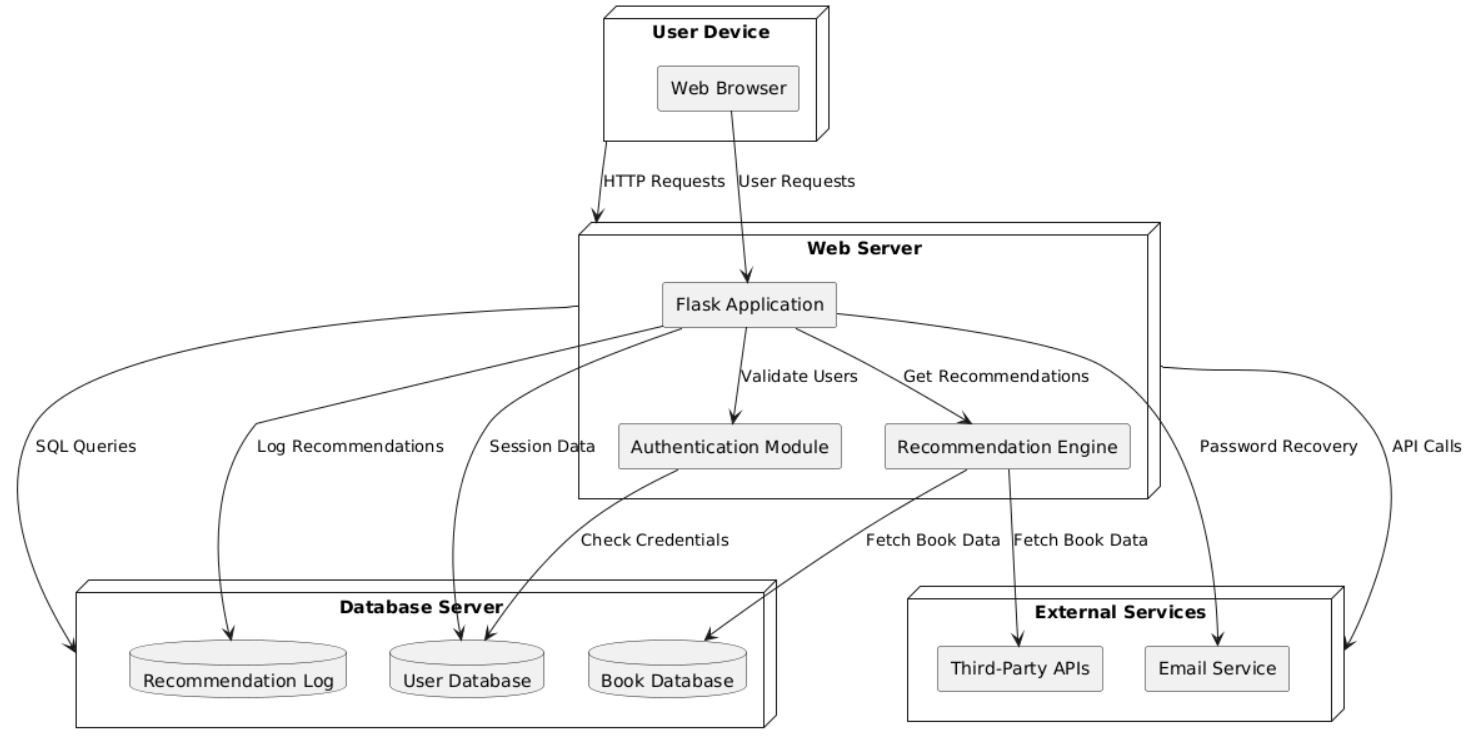 User Device
Web Browser
HTTP Requests
User Requests
Web Server
Flask Application
Validate Users
Get Recommendations
SQL Queries
Log Recommendations
Session Data
Authentication Module
Recommendation Engine
Password Recovery
API Calls
Check Credentials
Fetch Book Data
Fetch Book Data
Database Server
External Services
Recommendation Log
User Database
Book Database
Third-Party APIs
Email Service